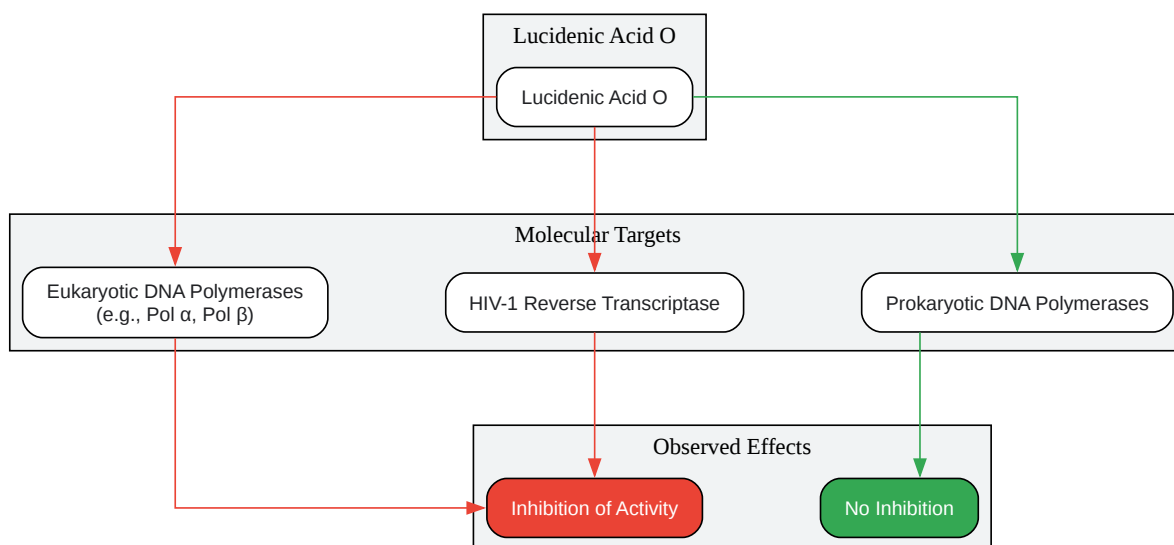 Lucidenic Acid O
Lucidenic Acid O
Molecular Targets
Eukaryotic DNA Polymerases
(e.g., Pol α, Pol β)
HIV-1 Reverse Transcriptase
Prokaryotic DNA Polymerases
Observed Effects
Inhibition of Activity
No Inhibition